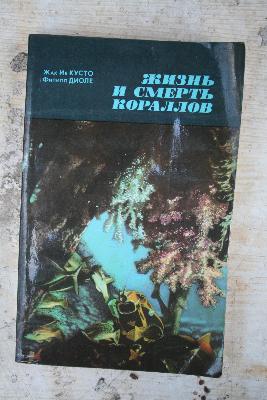 Жак Ив КУСТО
Филипп ДИОЛЕ
ЖИЗНЬ
И СМЕРТЬ
КОРАЛЛОВ